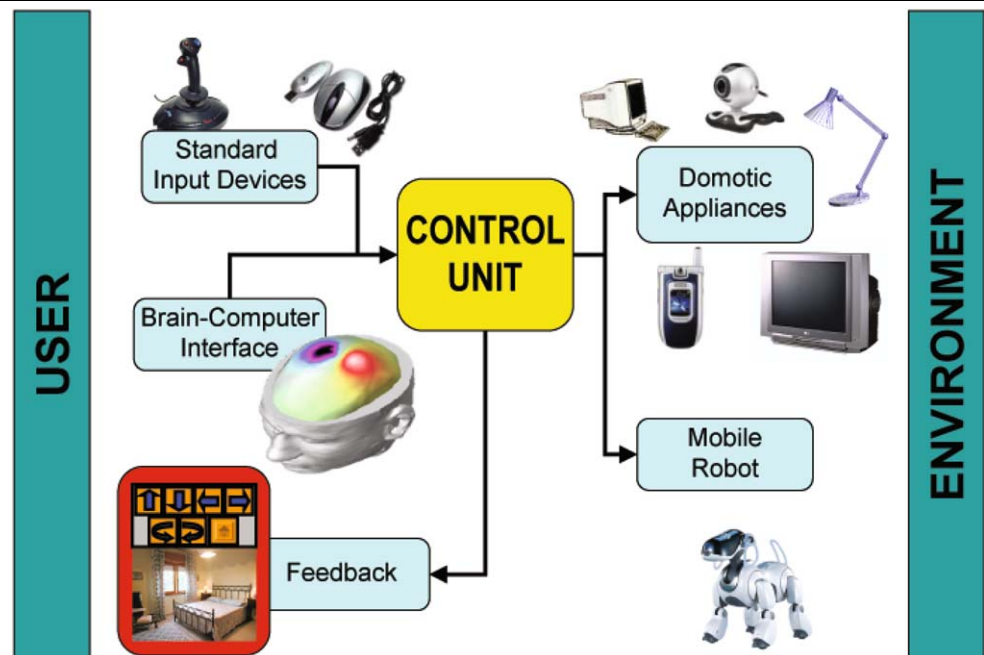 USER
Standard
Input Devices
Brain-Computer
Interface
CONTROL
UNIT
Feedback
Domotic
Appliances
Mobile
Robot
ENVIRONMENT